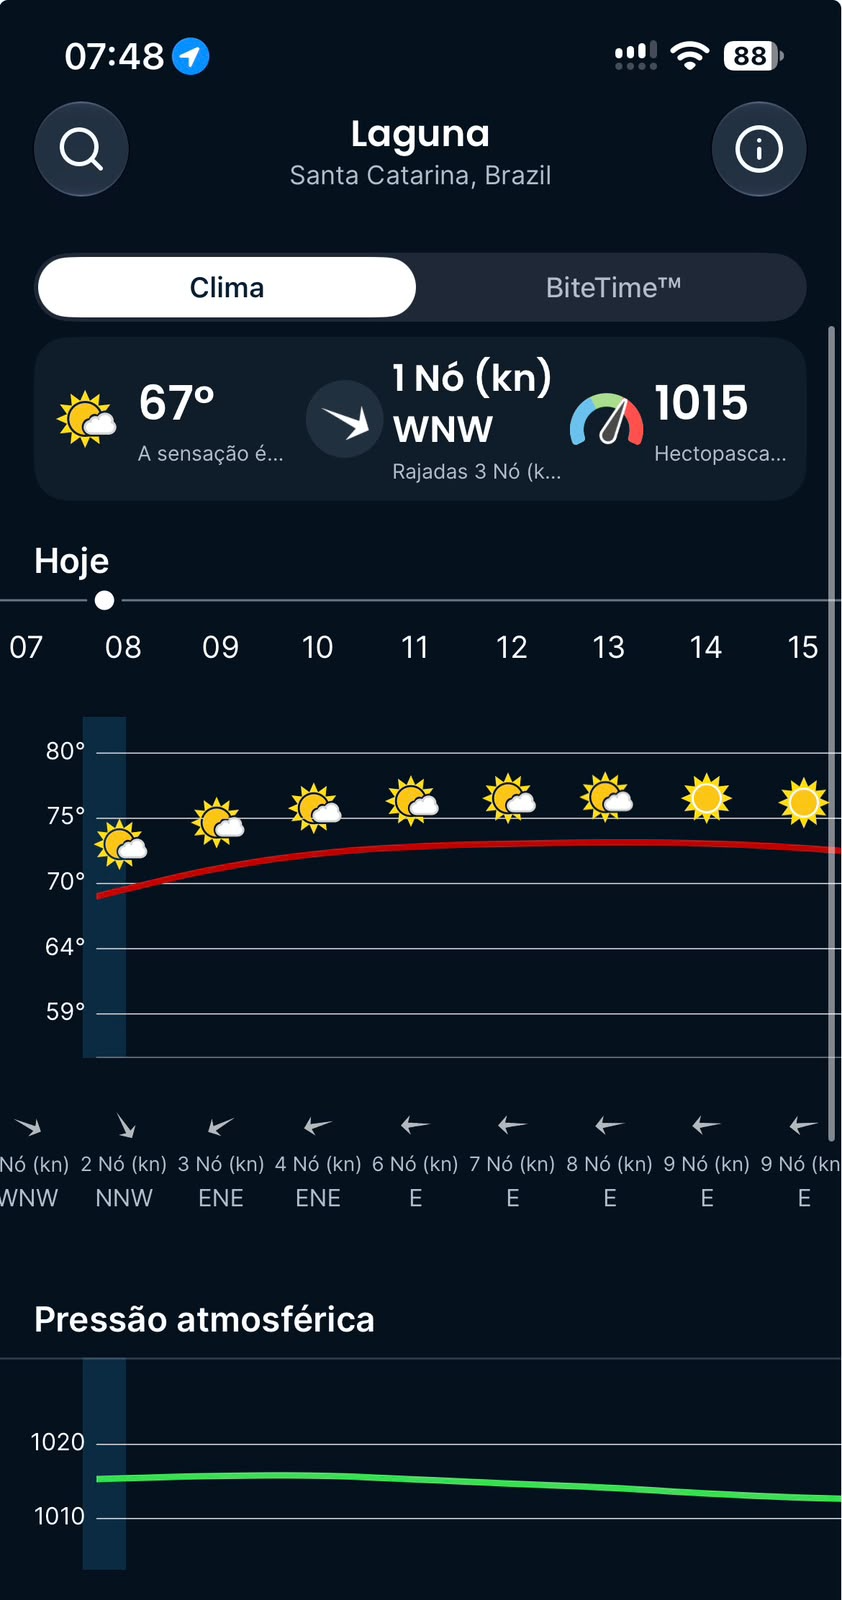 07:48
88
Laguna
Santa Catarina, Brazil
Clima BiteTime™
67° 1 Nó (kn) WNW 1015
A sensação é... Rajadas 3 Nó (k... Hectopasca...
Hoje
07 08 09 10 11 12 13 14 15
80°
75°
70°
64°
59°
Nó (kn) 2 Nó (kn) 3 Nó (kn) 4 Nó (kn) 6 Nó (kn) 7 Nó (kn) 8 Nó (kn) 9 Nó (kn) 9 Nó (kn
WNW NNW ENE ENE E E E E E
Pressão atmosférica
1020
1010